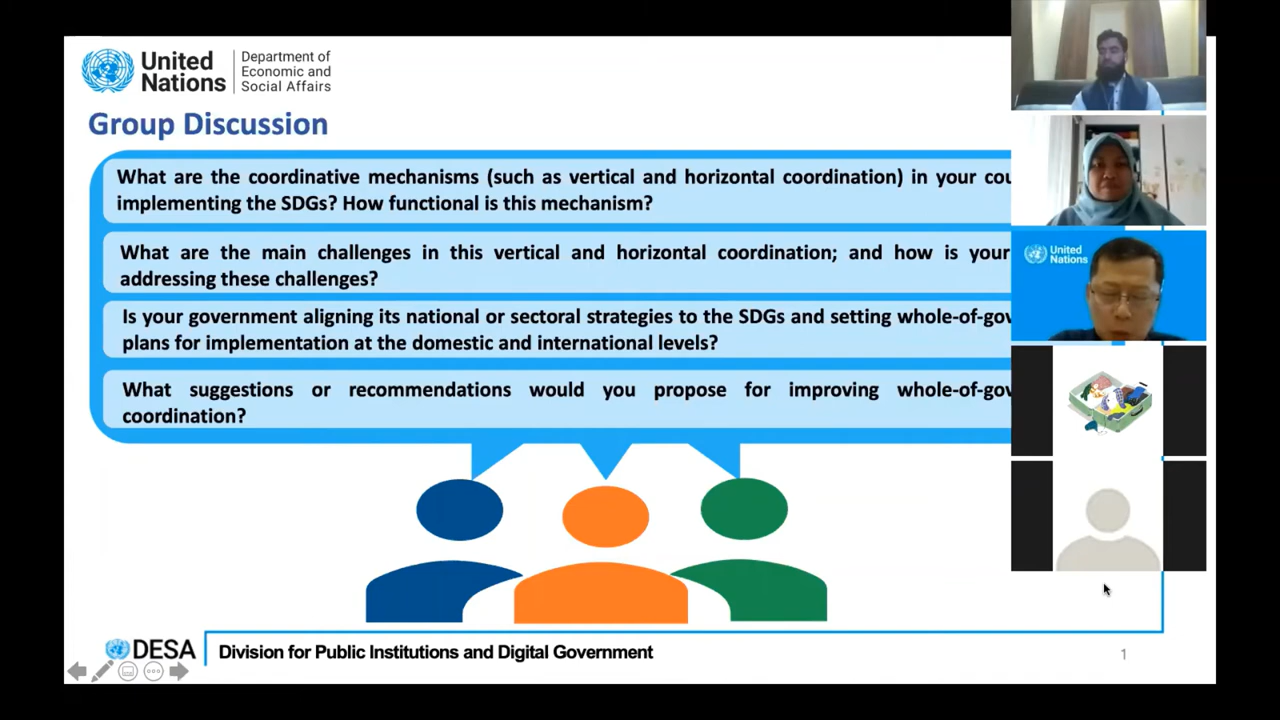 United
Nations
Department of
Economic and
Social Affairs
Group Discussion
What are the coordinative mechanisms (such as vertical and horizontal coordination) in your cou
implementing the SDGs? How functional is this mechanism?
What are the main challenges in this vertical and horizontal coordination; and how is your
addressing these challenges?
Is your government aligning its national or sectoral strategies to the SDGs and setting whole-of-gov
plans for implementation at the domestic and international levels?
What suggestions or recommendations would you propose for improving whole-of-gov
coordination?
United
Nations
DESA
Division for Public Institutions and Digital Government
1